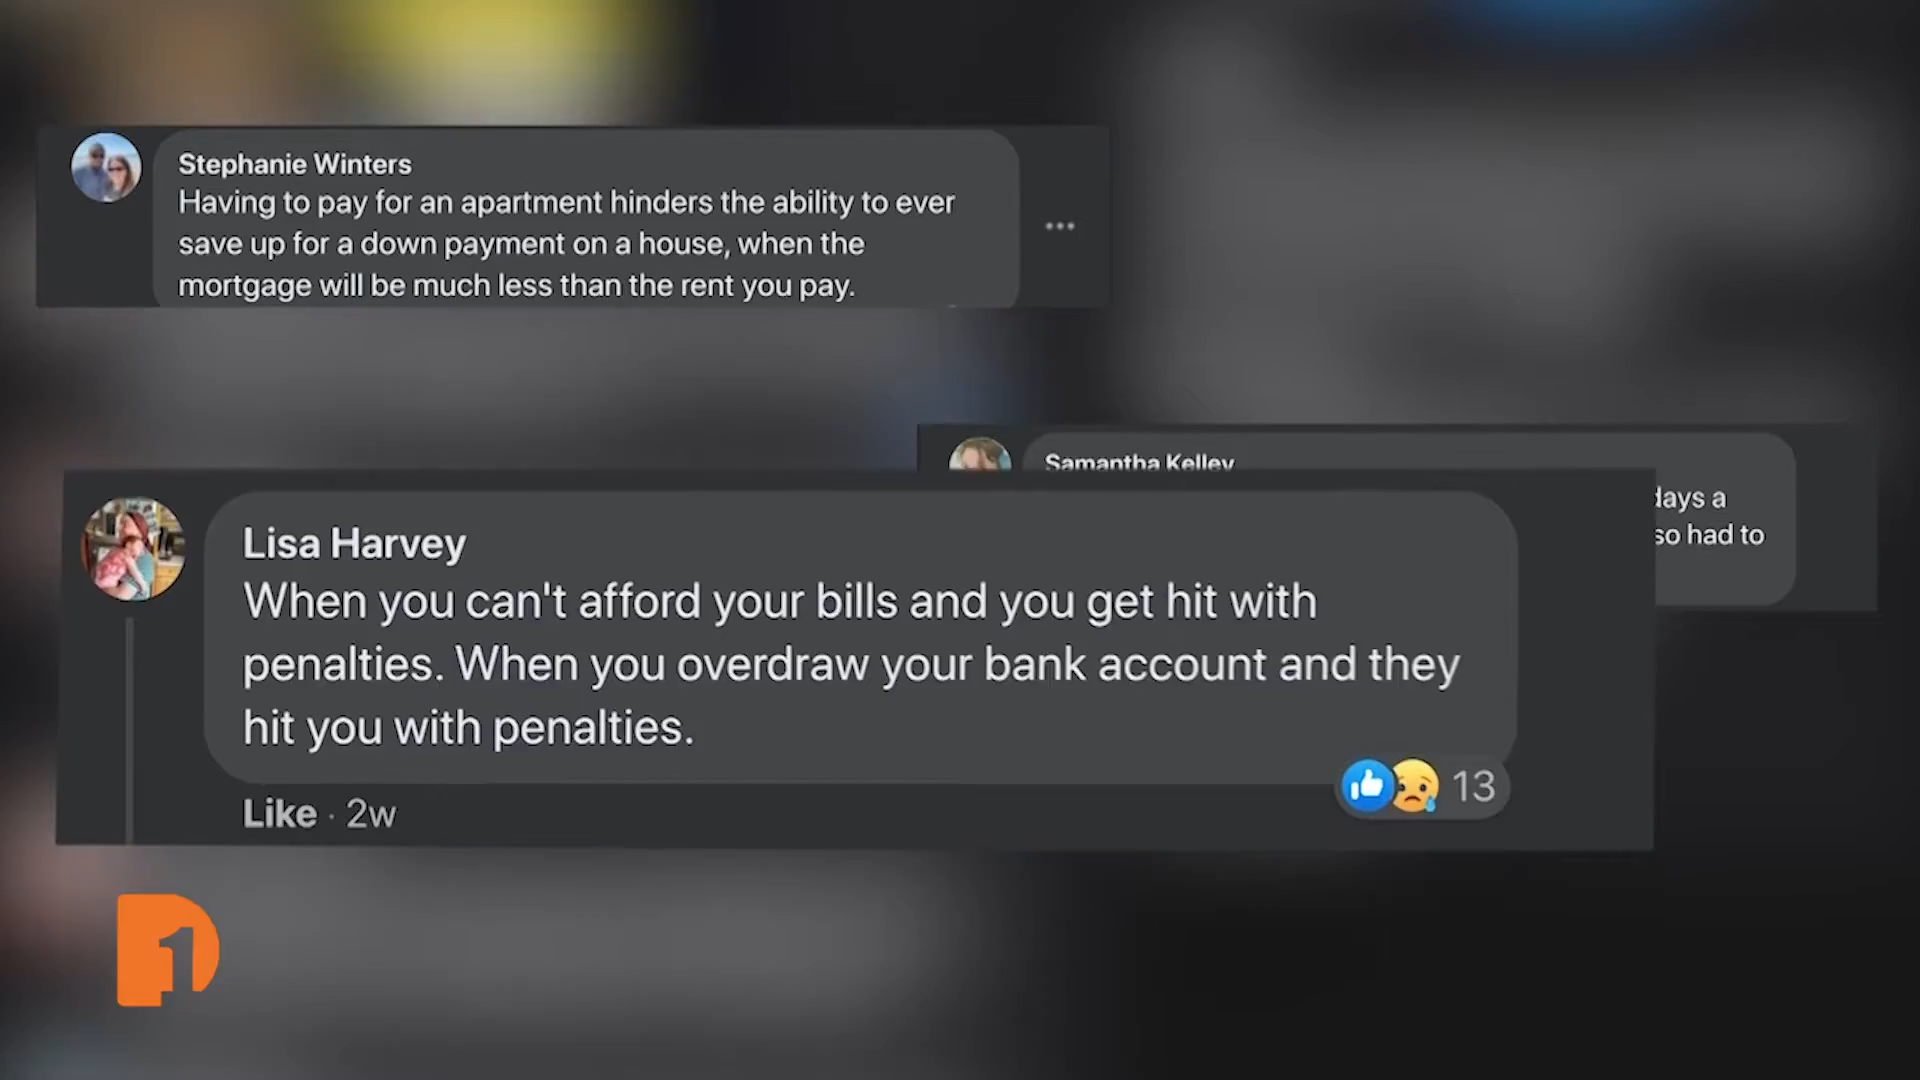 Stephanie Winters
Having to pay for an apartment hinders the ability to ever
save up for a down payment on a house, when the
mortgage will be much less than the rent you pay.
Samantha Kelley
days a
so had to
Lisa Harvey
When you can't afford your bills and you get hit with
penalties. When you overdraw your bank account and they
hit you with penalties.
13
Like · 2w
1